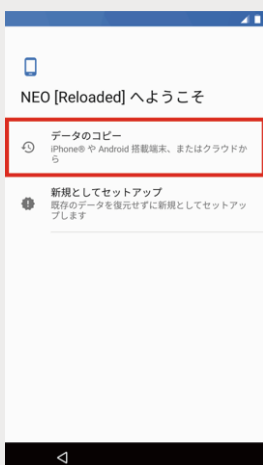 NEO [Reloaded] へようこそ
データのコピー
iPhone® や Android 搭載端末、またはクラウドか
ら
新規としてセットアップ
既存のデータを復元せずに新規としてセットアッ
プします